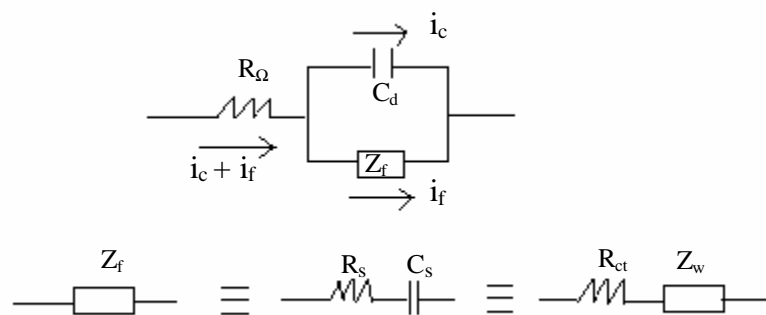 i_c
R_Ω
C_d
i_c + i_f
Z_f
i_f
Z_f R_s C_s R_ct Z_w